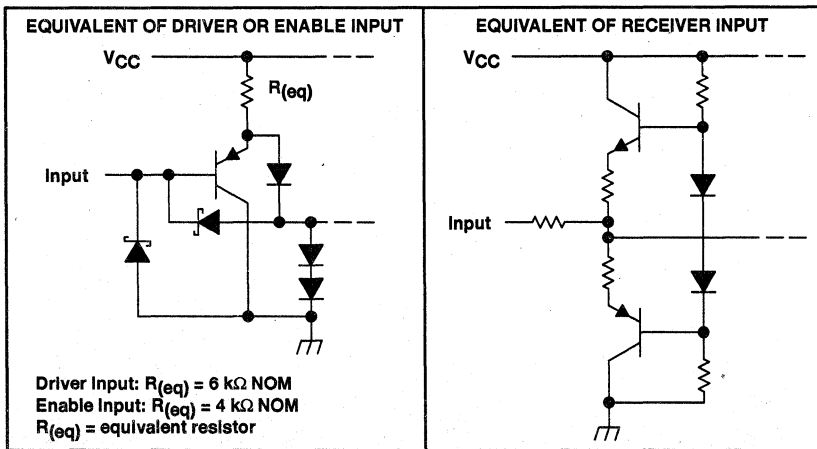 EQUIVALENT OF DRIVER OR ENABLE INPUT
VCC
R(eq)
Input
Driver Input: R(eq) = 6 kΩ NOM
Enable Input: R(eq) = 4 kΩ NOM
R(eq) = equivalent resistor
EQUIVALENT OF RECEIVER INPUT
VCC
Input